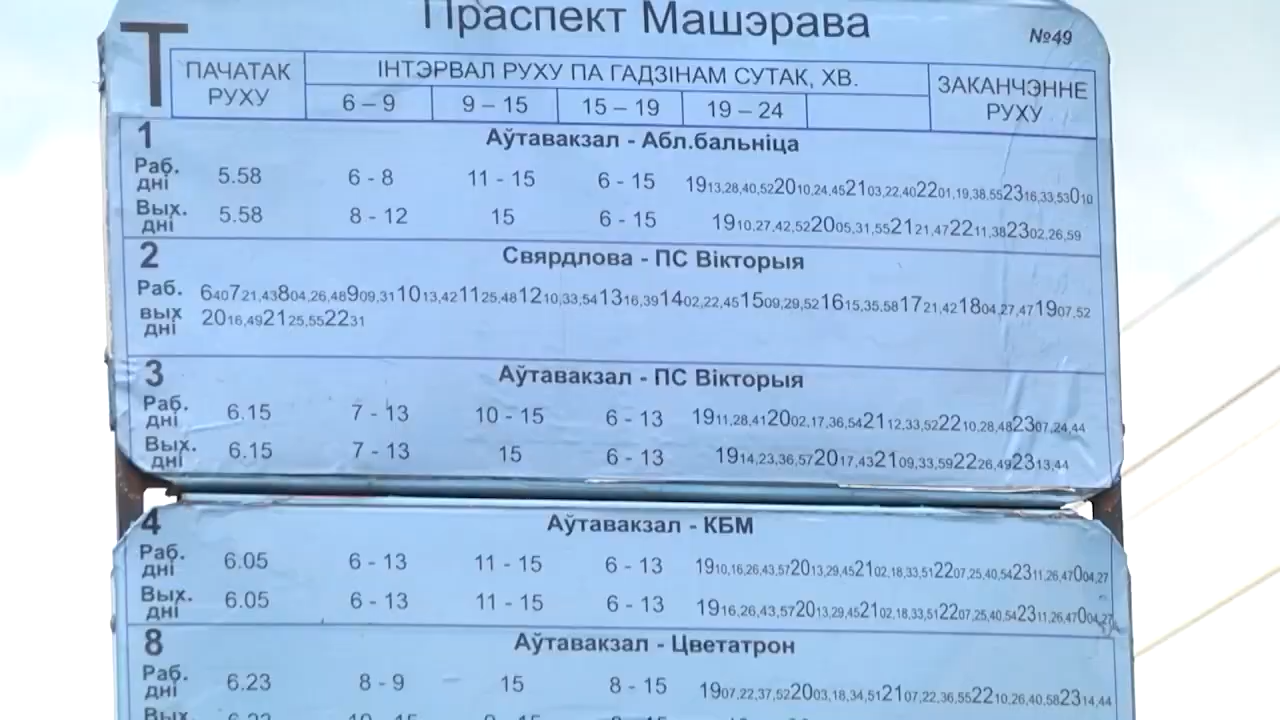 Праспект Машэрава
№49
Т
ПАЧАТАК РУХУ
ІНТЭРВАЛ РУХУ ПА ГАДЗІНАМ СУТАК, ХВ.
ЗАКАНЧЭННЕ РУХУ
6 – 9 9 – 15 15 – 19 19 – 24
1 Аўтавакзал - Абл.бальніца
Раб. дні 5.58 6 - 8 11 - 15 6 - 15 19 13,28,40,52 20 10,24,45 21 03,22,40 22 01,19,38,55 23 16,33,53 0 10
Вых. дні 5.58 8 - 12 15 6 - 15 19 10,27,42,52 20 05,31,55 21 21,47 22 11,38 23 02,26,59
2 Свярдлова - ПС Вікторыя
Раб. 6 40 7 21,43 8 04,26,48 9 09,31 10 13,42 11 25,48 12 10,33,54 13 16,39 14 02,22,45 15 09,29,52 16 15,35.58 17 21,42 18 04,27,47 19 07,52
вых дні 20 16,49 21 25,55 22 31
3 Аўтавакзал - ПС Вікторыя
Раб. дні 6.15 7 - 13 10 - 15 6 - 13 19 11,28,41 20 02,17,36,54 21 12,33,52 22 10,28,48 23 07,24,44
Вых. дні 6.15 7 - 13 15 6 - 13 19 14,23,36,57 20 17,43 21 09,33,59 22 26,49 23 13,44
4 Аўтавакзал - КБМ
Раб. дні 6.05 6 - 13 11 - 15 6 - 13 19 10,16,26,43,57 20 13,29,45 21 02,18,33,51 22 07,25,40,54 23 11,26,47 0 04,27
Вых. дні 6.05 6 - 13 11 - 15 6 - 13 19 16,26,43,57 20 13,29,45 21 02,18,33,51 22 07,25,40,54 23 11,26,47 0 04,27
8 Аўтавакзал - Цветатрон
Раб. дні 6.23 8 - 9 15 8 - 15 19 07,22,37,52 20 03,18,34,51 21 07,22,36,55 22 10,26,40,58 23 14,44
Вых.